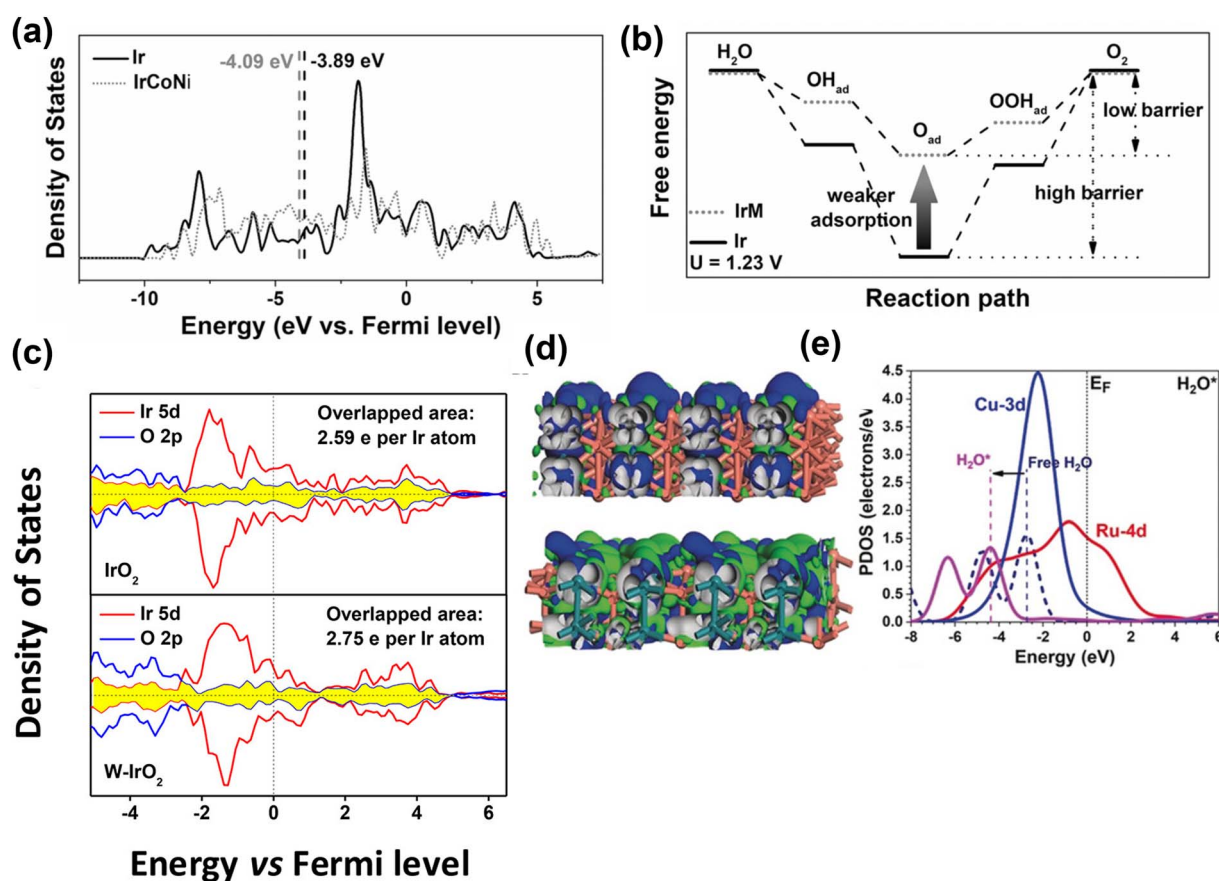 (a)
Ir
IrCoNi
-4.09 eV
-3.89 eV
Density of States
-10
-5
0
5
Energy (eV vs. Fermi level)
(b)
H₂O
OH_ad
O_ad
OOH_ad
O₂
low barrier
high barrier
weaker
adsorption
IrM
Ir
U = 1.23 V
Free energy
Reaction path
(c)
Ir 5d
O 2p
Overlapped area:
2.59 e per Ir atom
IrO₂
Ir 5d
O 2p
Overlapped area:
2.75 e per Ir atom
W-IrO₂
Density of States
-4
-2
0
2
4
6
Energy vs Fermi level
(d)
(e)
4.5
4.0
3.5
3.0
2.5
2.0
1.5
1.0
0.5
0.0
PDOS (electrons/eV)
E_F
H₂O*
Cu-3d
H₂O*
Free H₂O
Ru-4d
-8
-6
-4
-2
0
2
4
6
Energy (eV)